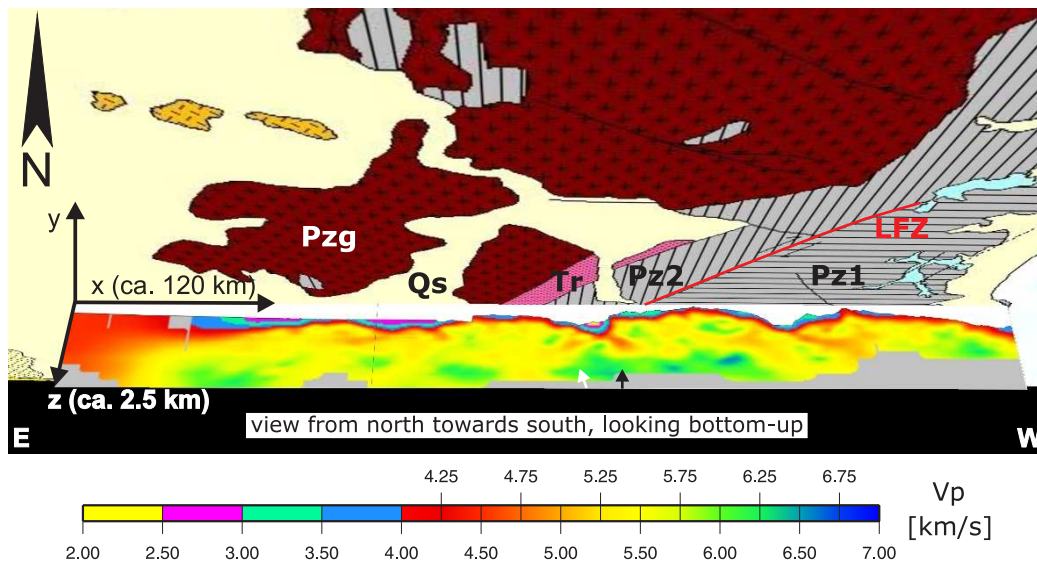 N
y
Pzg
LFZ
Qs
Tr
Pz2
Pz1
x (ca. 120 km)
z (ca. 2.5 km)
view from north towards south, looking bottom-up
E
W
4.25 4.75 5.25 5.75 6.25 6.75
Vp
[km/s]
2.00 2.50 3.00 3.50 4.00 4.50 5.00 5.50 6.00 6.50 7.00